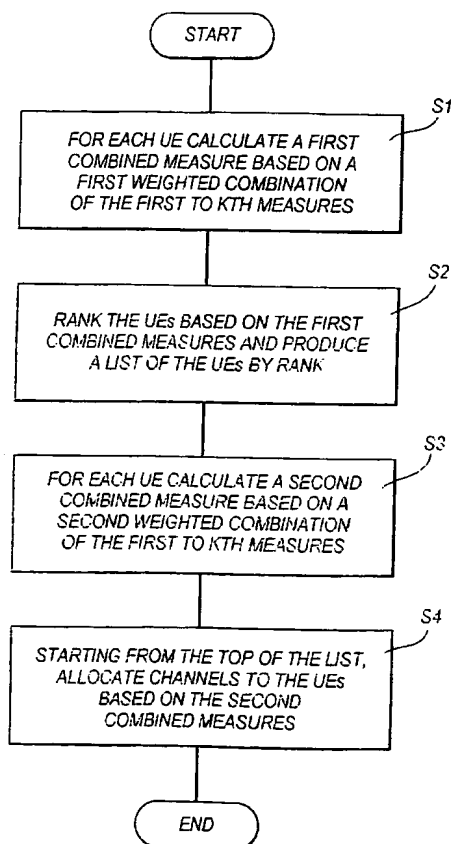 START
S1
FOR EACH UE CALCULATE A FIRST
COMBINED MEASURE BASED ON A
FIRST WEIGHTED COMBINATION
OF THE FIRST TO KTH MEASURES
S2
RANK THE UEs BASED ON THE FIRST
COMBINED MEASURES AND PRODUCE
A LIST OF THE UEs BY RANK
S3
FOR EACH UE CALCULATE A SECOND
COMBINED MEASURE BASED ON A
SECOND WEIGHTED COMBINATION
OF THE FIRST TO KTH MEASURES
S4
STARTING FROM THE TOP OF THE LIST,
ALLOCATE CHANNELS TO THE UEs
BASED ON THE SECOND
COMBINED MEASURES
END